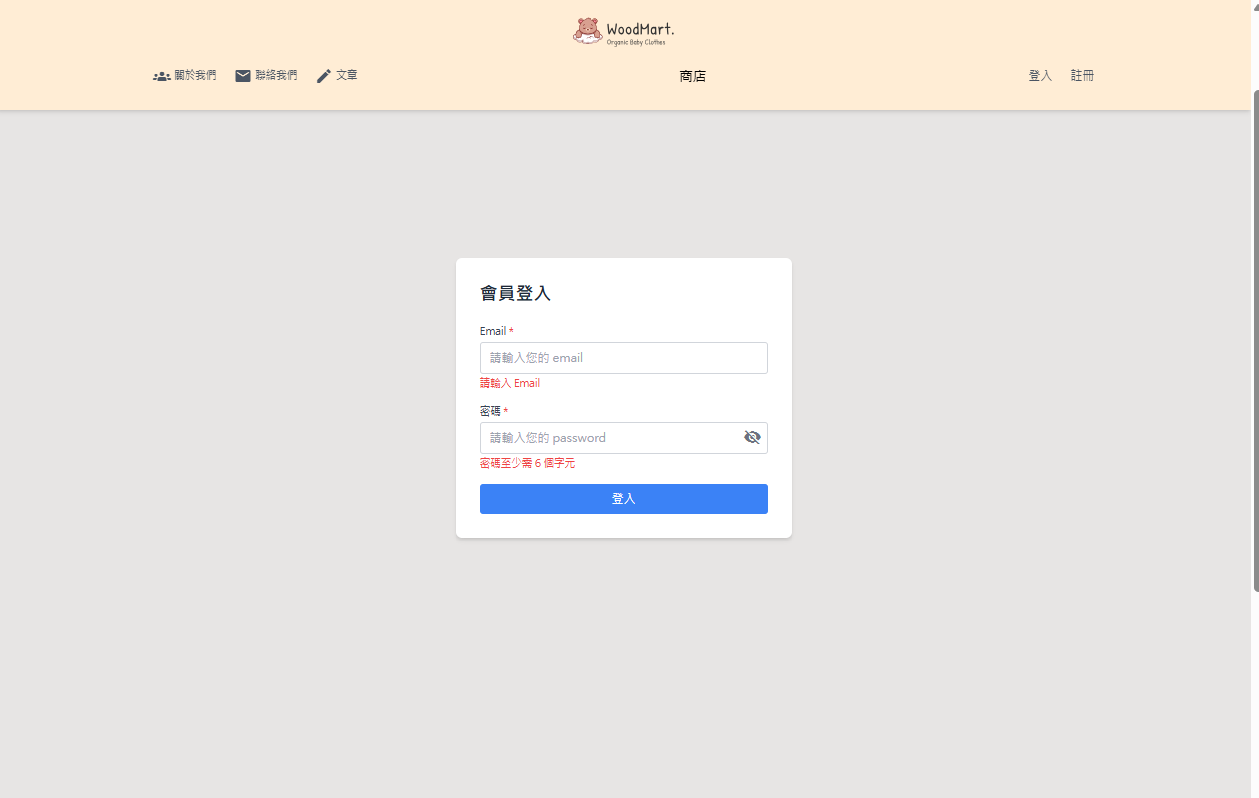 WoodMart.
Organic Baby Clothes
關於我們 聯絡我們 文章 商店 登入 註冊
會員登入
Email *
請輸入您的 email
請輸入 Email
密碼 *
請輸入您的 password
密碼至少需 6 個字元
登入